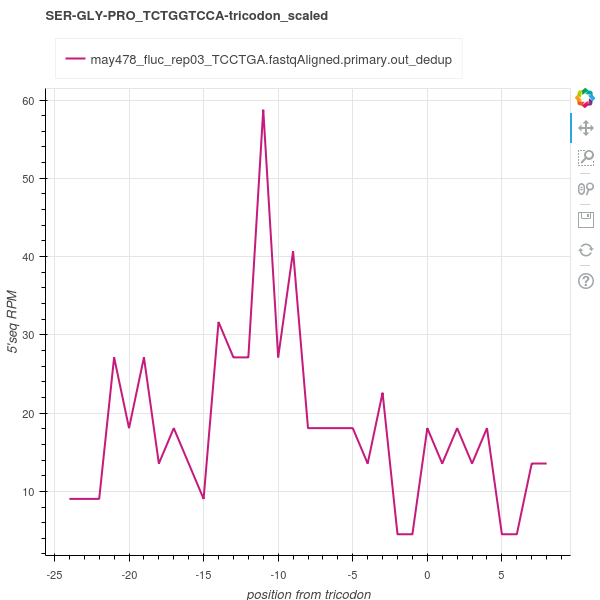 SER-GLY-PRO_TCTGGTCCA-tricodon_scaled
may478_fluc_rep03_TCCTGA.fastqAligned.primary.out_dedup
60
50
40
30
20
10
5'seq RPM
-25 -20 -15 -10 -5 0 5
position from tricodon